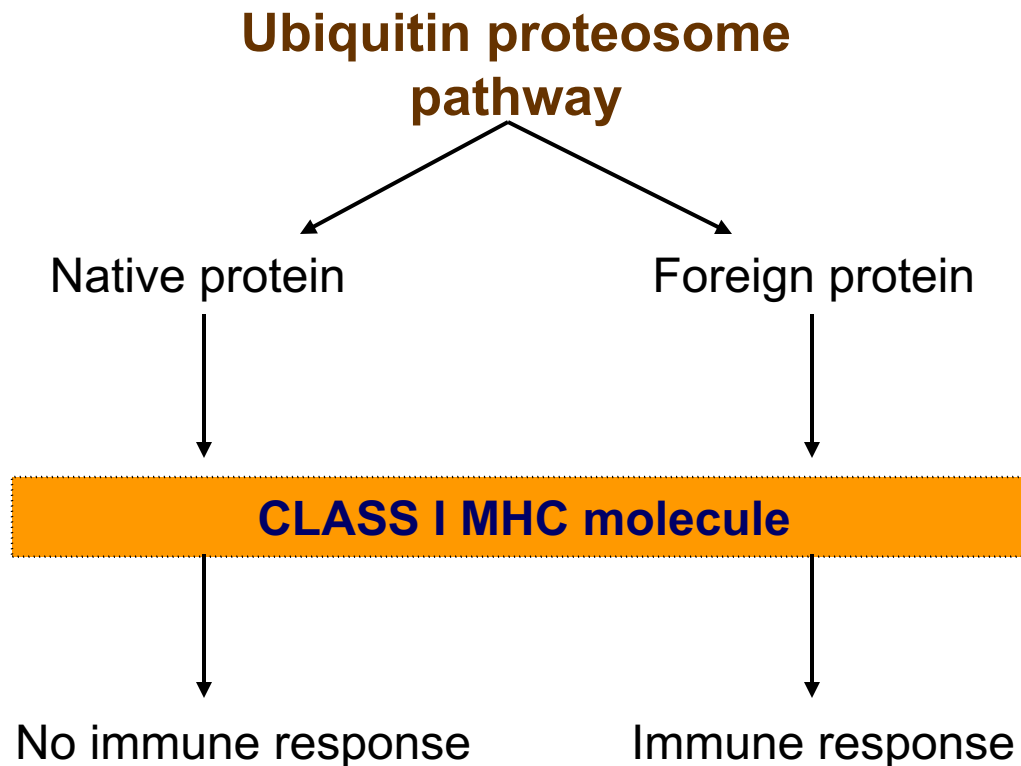 Ubiquitin proteosome
pathway
Native protein
Foreign protein
CLASS I MHC molecule
No immune response
Immune response